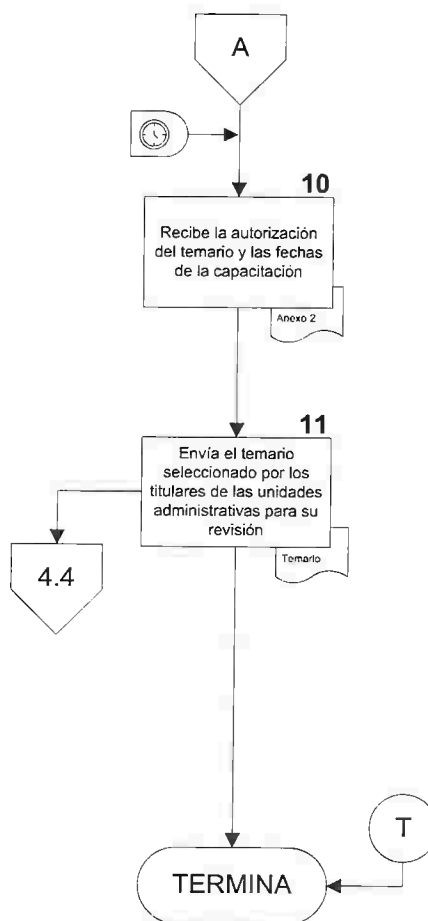 A
10
Recibe la autorización
del temario y las fechas
de la capacitación
Anexo 2
11
Envía el temario
seleccionado por los
titulares de las unidades
administrativas para su
revisión
Temario
4.4
T
TERMINA